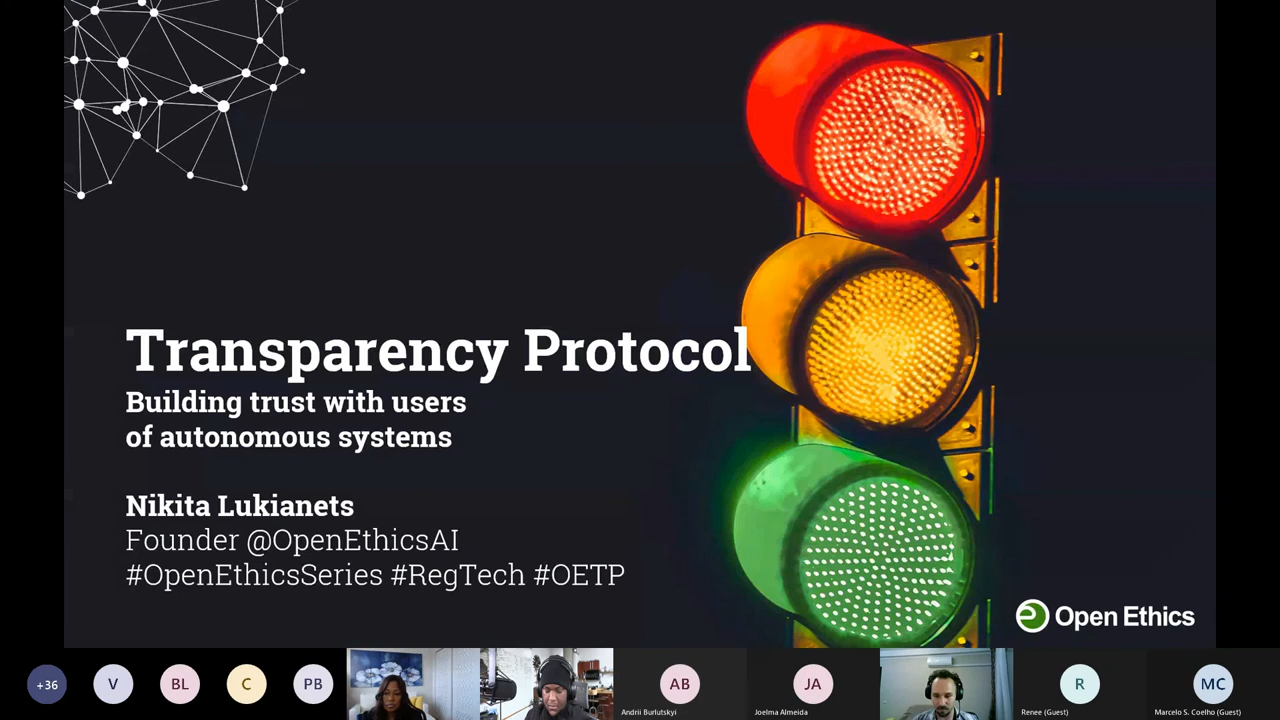 Transparency Protocol
Building trust with users
of autonomous systems
Nikita Lukianets
Founder @OpenEthicsAI
#OpenEthicsSeries #RegTech #OETP
Open Ethics
+36
V
BL
C
PB
AB
Andrii Burlutskyi
JA
Joelma Almeida
R
Renee (Guest)
MC
Marcelo S. Coelho (Guest)